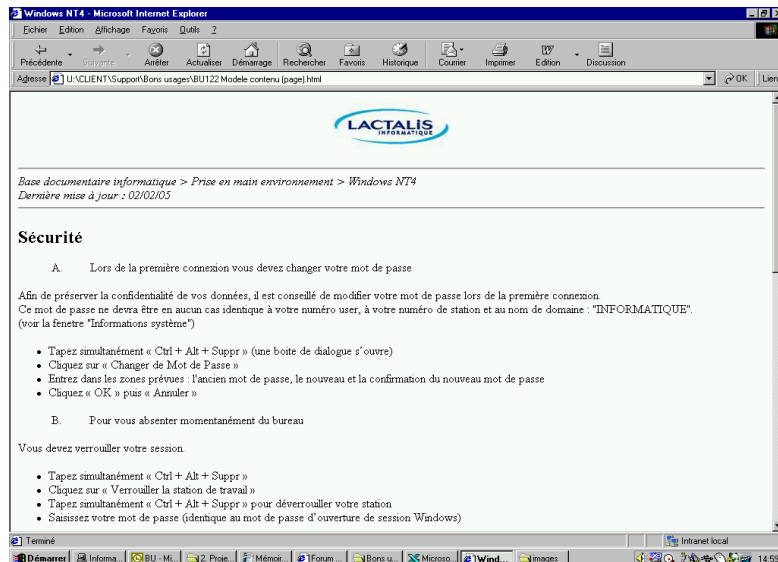 Windows NT4 - Microsoft Internet Explorer
Fichier Edition Affichage Favoris Outils ?
Précédente Suivante Arrêter Actualiser Démarrage Rechercher Favoris Historique Courrier Imprimer Edition Discussion
Adresse U:\CLIENT\Support\Bons usages\BU122 Modele contenu (page).html OK Lien
LACTALIS
INFORMATIQUE
Base documentaire informatique > Prise en main environnement > Windows NT4
Dernière mise à jour : 02/02/05
Sécurité
A. Lors de la première connexion vous devez changer votre mot de passe
Afin de préserver la confidentialité de vos données, il est conseillé de modifier votre mot de passe lors de la première connexion.
Ce mot de passe ne devra être en aucun cas identique à votre numéro user, à votre numéro de station et au nom de domaine : "INFORMATIQUE".
(voir la fenetre "Informations système")
• Tapez simultanément « Ctrl + Alt + Suppr » (une boite de dialogue s'ouvre)
• Cliquez sur « Changer de Mot de Passe »
• Entrez dans les zones prévues : l'ancien mot de passe, le nouveau et la confirmation du nouveau mot de passe
• Cliquez « OK » puis « Annuler »
B. Pour vous absenter momentanément du bureau
Vous devez verrouiller votre session.
• Tapez simultanément « Ctrl + Alt + Suppr »
• Cliquez sur « Verrouiller la station de travail »
• Tapez simultanément « Ctrl + Alt + Suppr » pour déverrouiller votre station
• Saisissez votre mot de passe (identique au mot de passe d'ouverture de session Windows)
Terminé Intranet local
Démarrer Informa... BU - Mi... 2. Proje... Mémoir... Forum ... Bons u... Microso... Wind... images 14:59